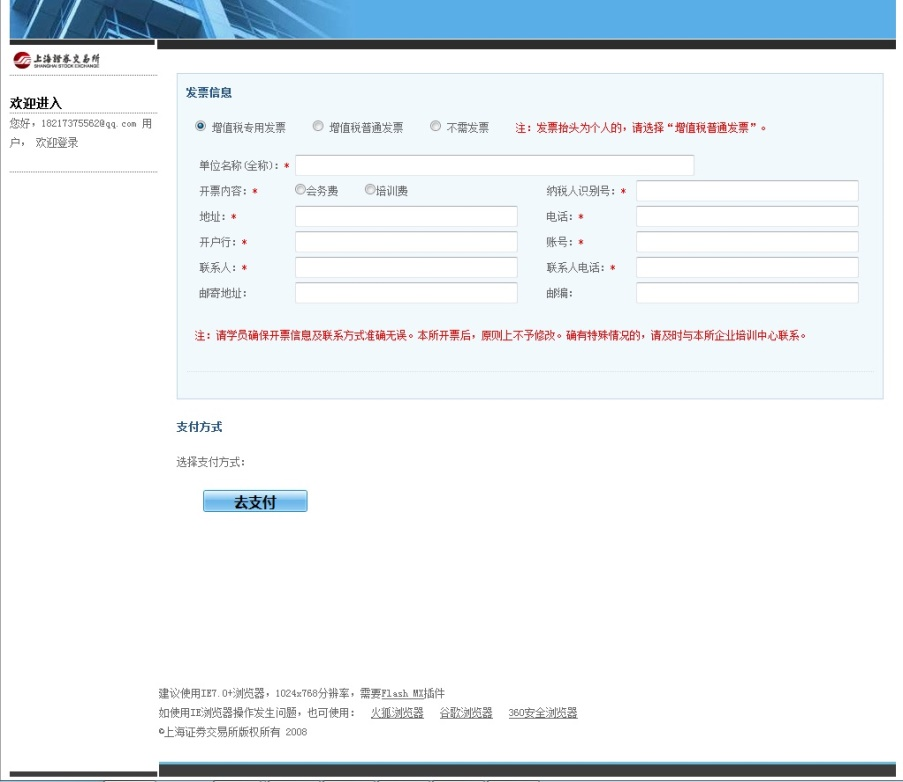 上海證券交易所
SHANGHAI STOCK EXCHANGE
欢迎进入
您好，18217375562@qq.com 用
户， 欢迎登录
发票信息
增值税专用发票 增值税普通发票 不需发票 注：发票抬头为个人的，请选择“增值税普通发票”。
单位名称(全称)：*
开票内容：* 会务费 培训费 纳税人识别号：*
地址：* 电话：*
开户行：* 账号：*
联系人：* 联系人电话：*
邮寄地址： 邮编：
注：请学员确保开票信息及联系方式准确无误。本所开票后，原则上不予修改。确有特殊情况的，请及时与本所企业培训中心联系。
支付方式
选择支付方式：
去支付
建议使用IE7.0+浏览器，1024x768分辨率，需要Flash MX插件
如使用IE浏览器操作发生问题，也可使用： 火狐浏览器 谷歌浏览器 360安全浏览器
©上海证券交易所版权所有 2008